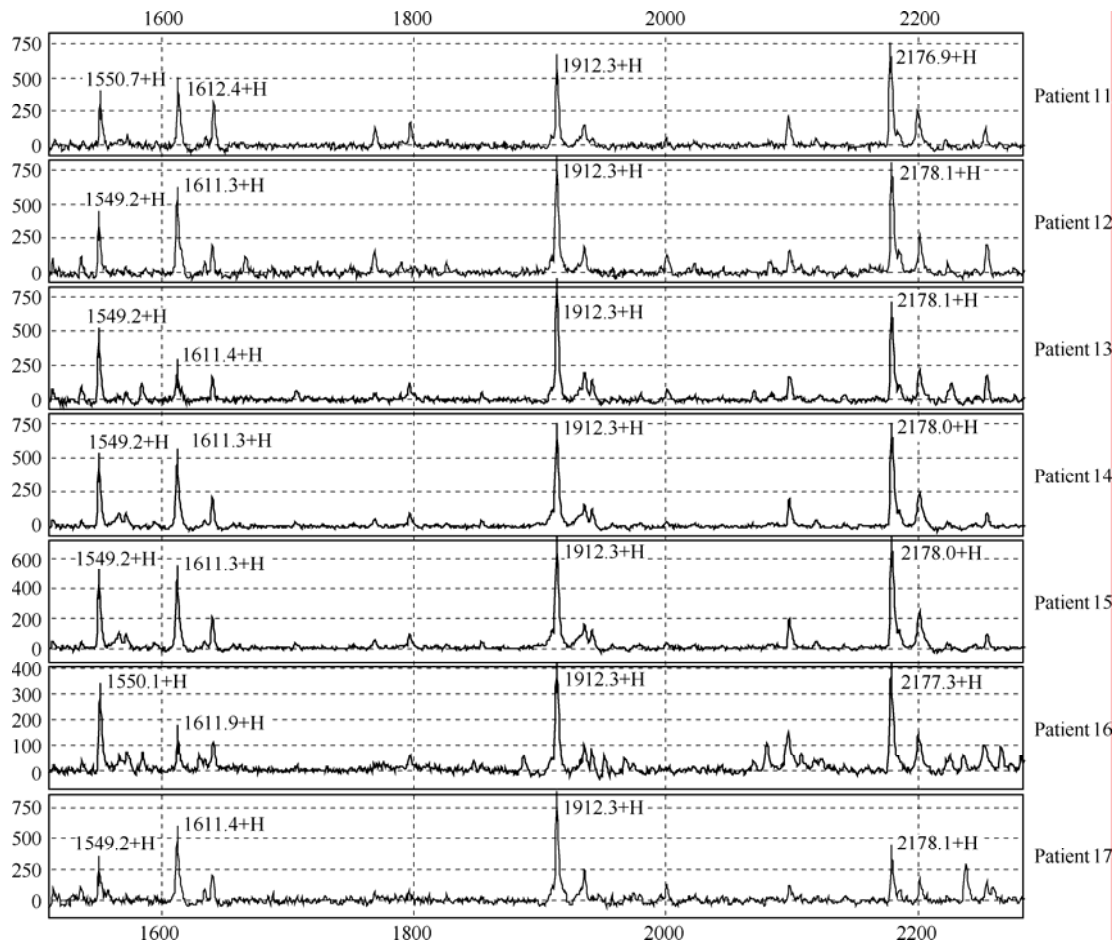 1600 1800 2000 2200
750
500
250
0
1550.7+H
1612.4+H
1912.3+H
2176.9+H
Patient 11
750
500
250
0
1549.2+H
1611.3+H
1912.3+H
2178.1+H
Patient 12
750
500
250
0
1549.2+H
1611.4+H
1912.3+H
2178.1+H
Patient 13
750
500
250
0
1549.2+H
1611.3+H
1912.3+H
2178.0+H
Patient 14
600
400
200
0
1549.2+H
1611.3+H
1912.3+H
2178.0+H
Patient 15
400
300
200
100
0
1550.1+H
1611.9+H
1912.3+H
2177.3+H
Patient 16
750
500
250
0
1549.2+H
1611.4+H
1912.3+H
2178.1+H
Patient 17
1600 1800 2000 2200